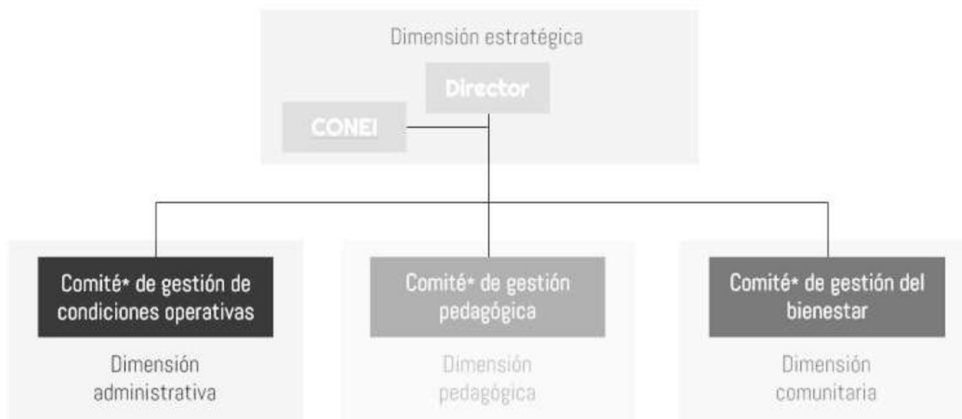 Dimensión estratégica
Director
CONEI
Comité* de gestión de
condiciones operativas
Dimensión
administrativa
Comité* de gestión
pedagógica
Dimensión
pedagógica
Comité* de gestión del
bienestar
Dimensión
comunitaria